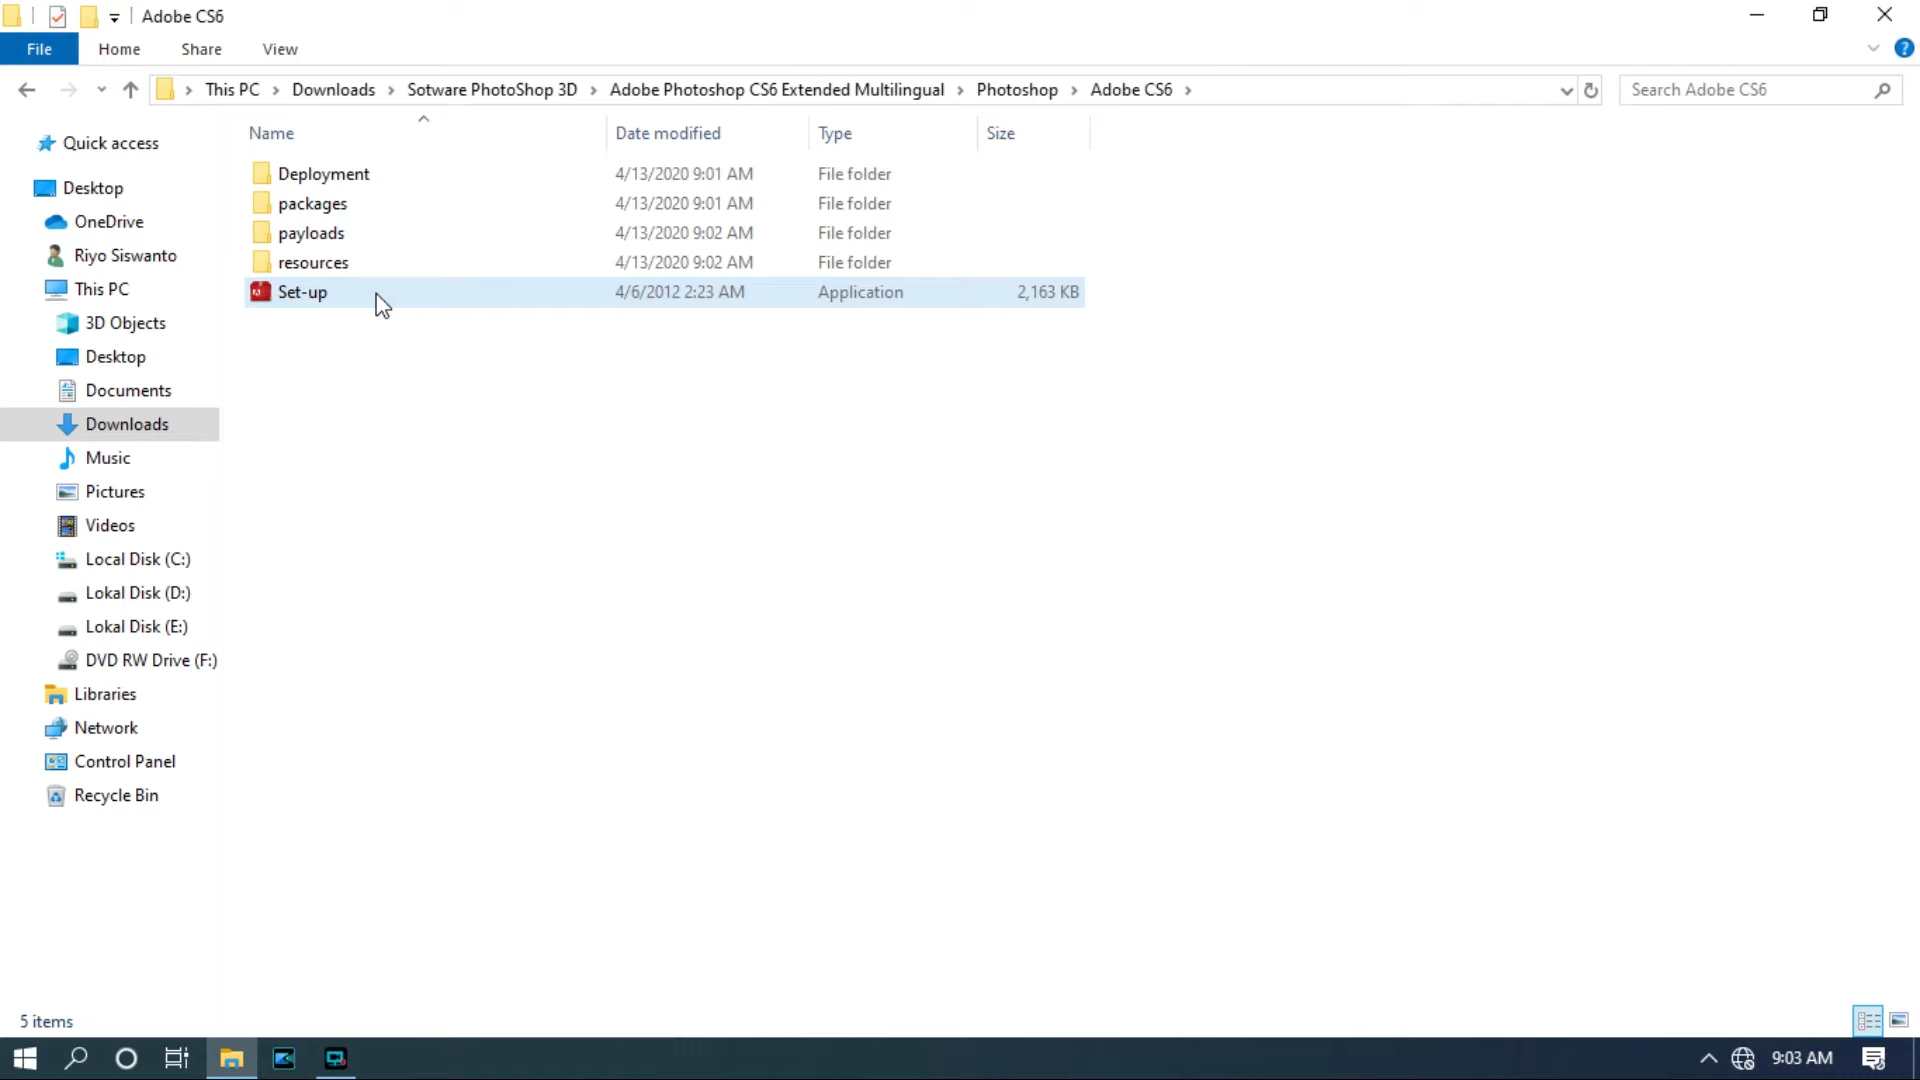 Adobe CS6
File Home Share View
This PC Downloads Sotware PhotoShop 3D Adobe Photoshop CS6 Extended Multilingual Photoshop Adobe CS6
Search Adobe CS6
Name Date modified Type Size
Quick access
Desktop
OneDrive
Riyo Siswanto
This PC
3D Objects
Desktop
Documents
Downloads
Music
Pictures
Videos
Local Disk (C:)
Lokal Disk (D:)
Lokal Disk (E:)
DVD RW Drive (F:)
Libraries
Network
Control Panel
Recycle Bin
Deployment 4/13/2020 9:01 AM File folder
packages 4/13/2020 9:01 AM File folder
payloads 4/13/2020 9:02 AM File folder
resources 4/13/2020 9:02 AM File folder
Set-up 4/6/2012 2:23 AM Application 2,163 KB
5 items
9:03 AM